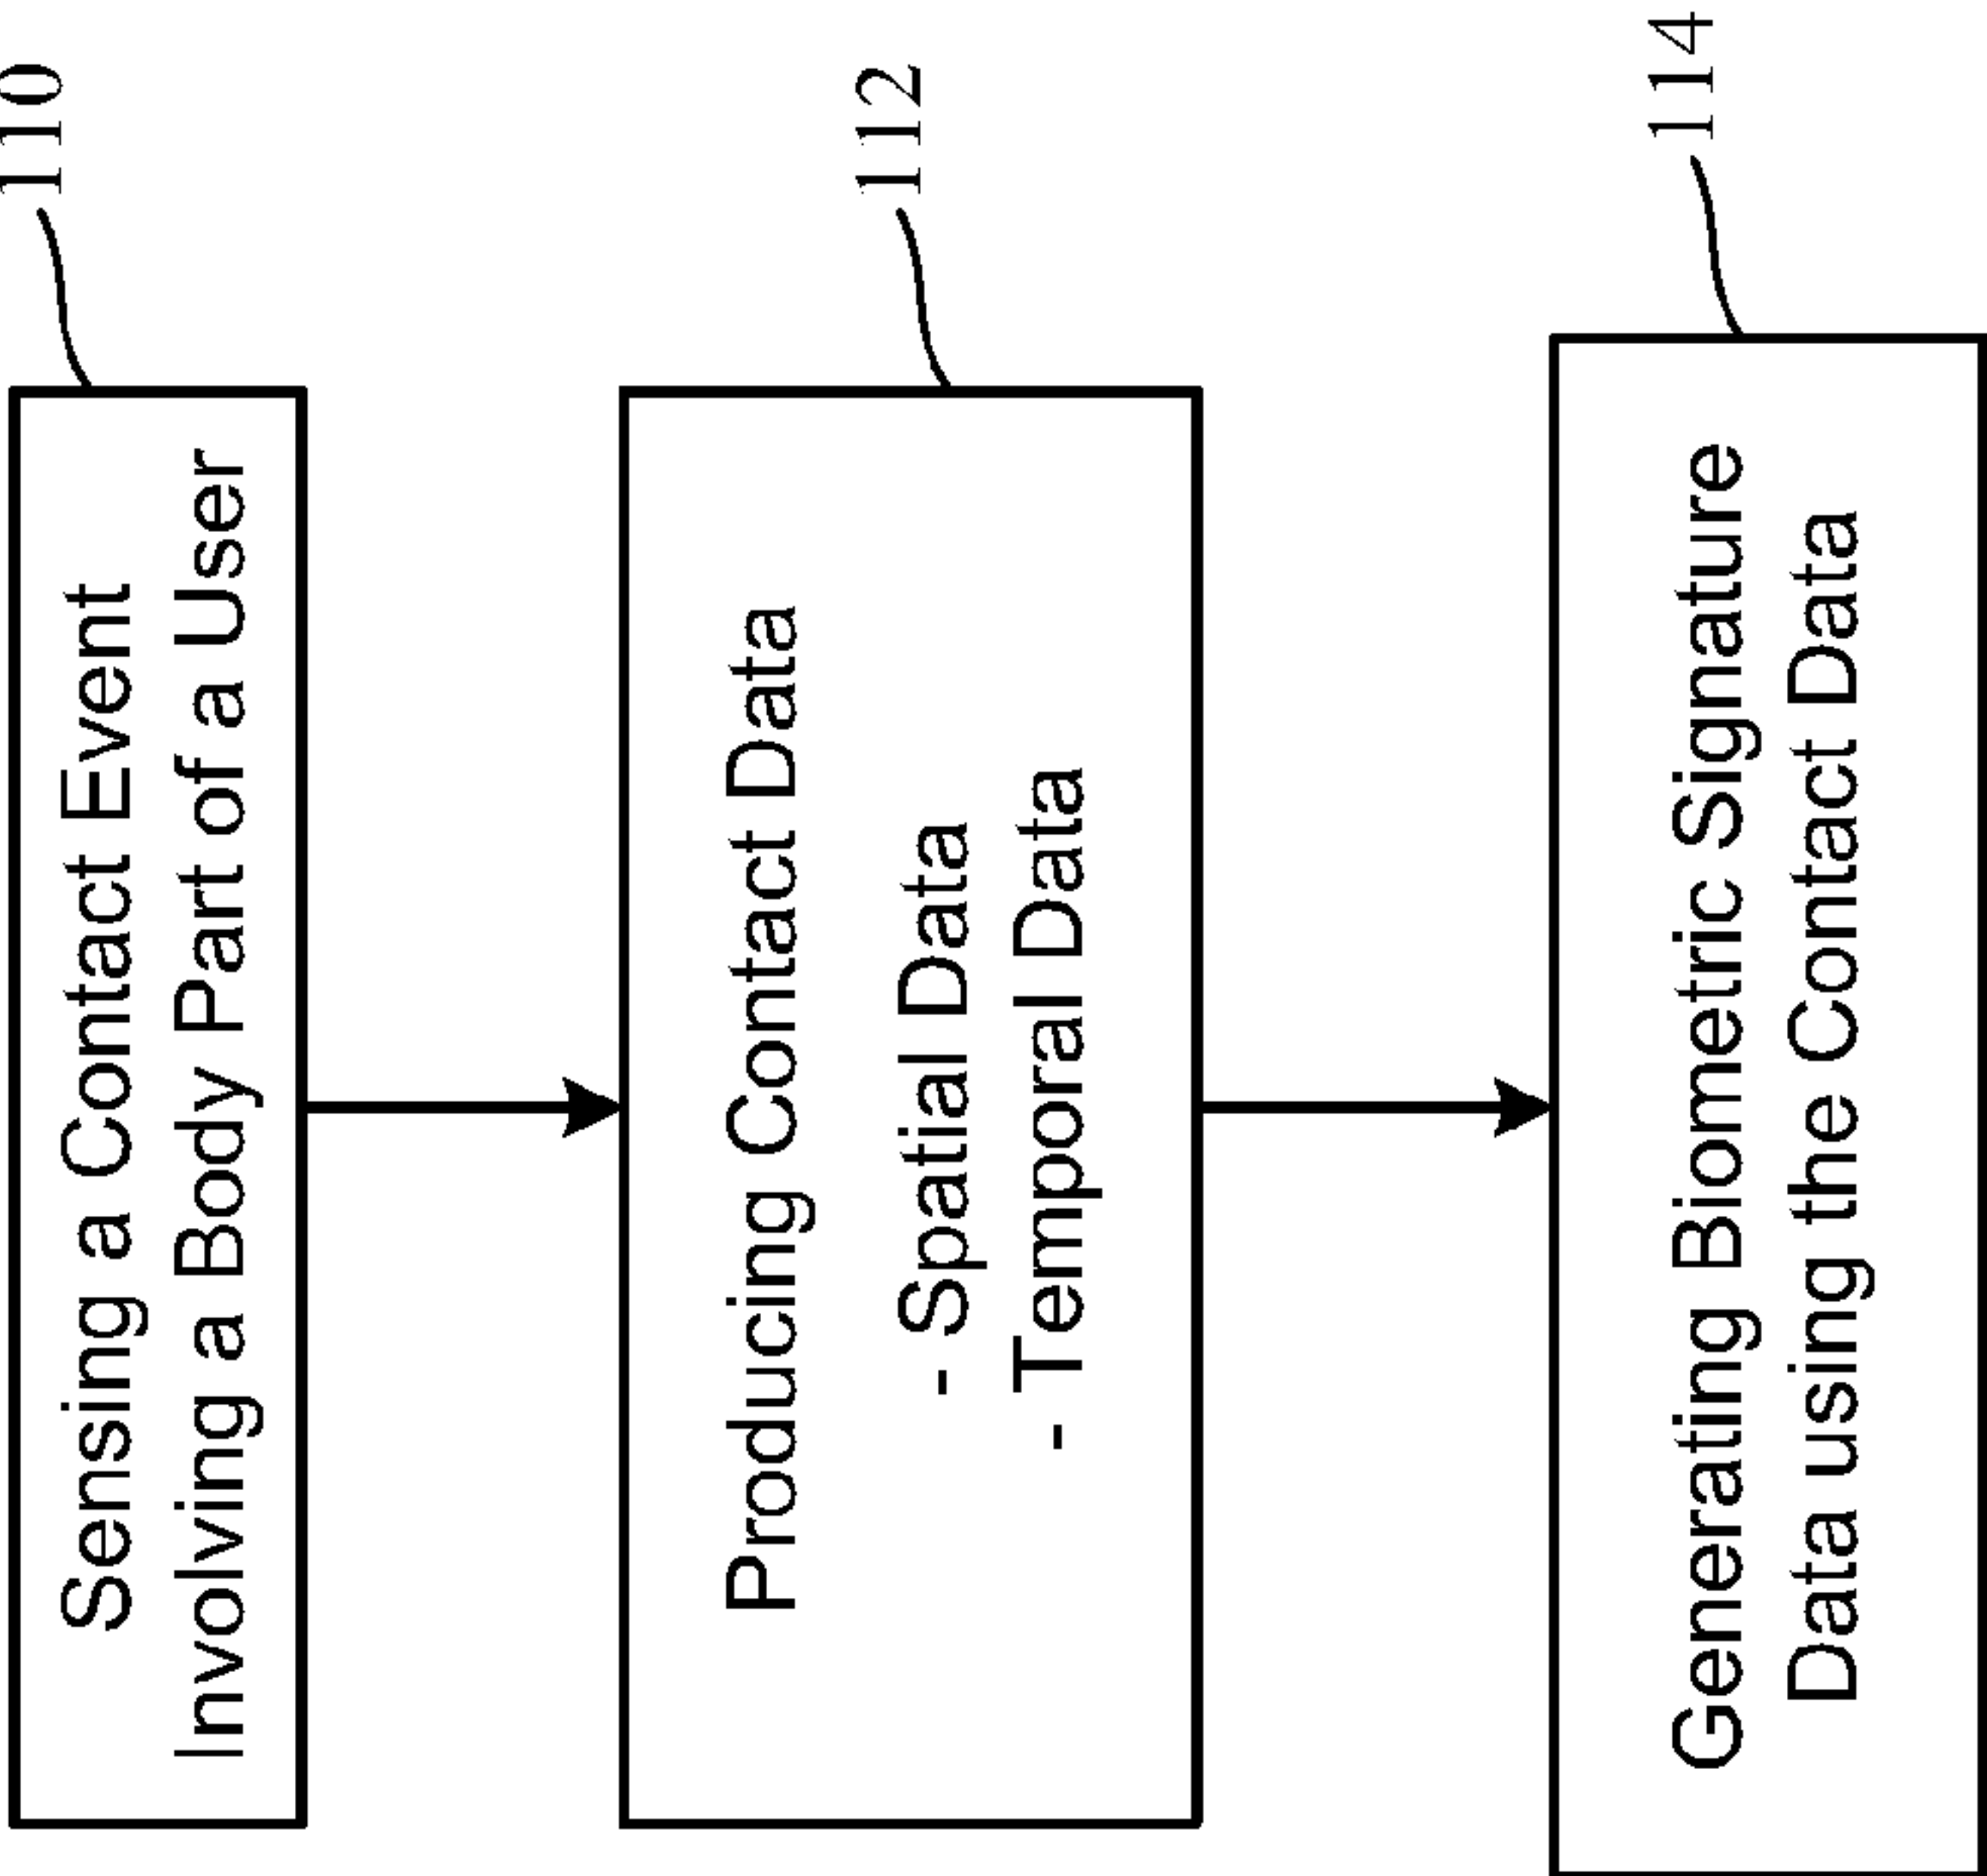 110
Sensing a Contact Event
Involving a Body Part of a User
112
Producing Contact Data
- Spatial Data
- Temporal Data
114
Generating Biometric Signature
Data using the Contact Data